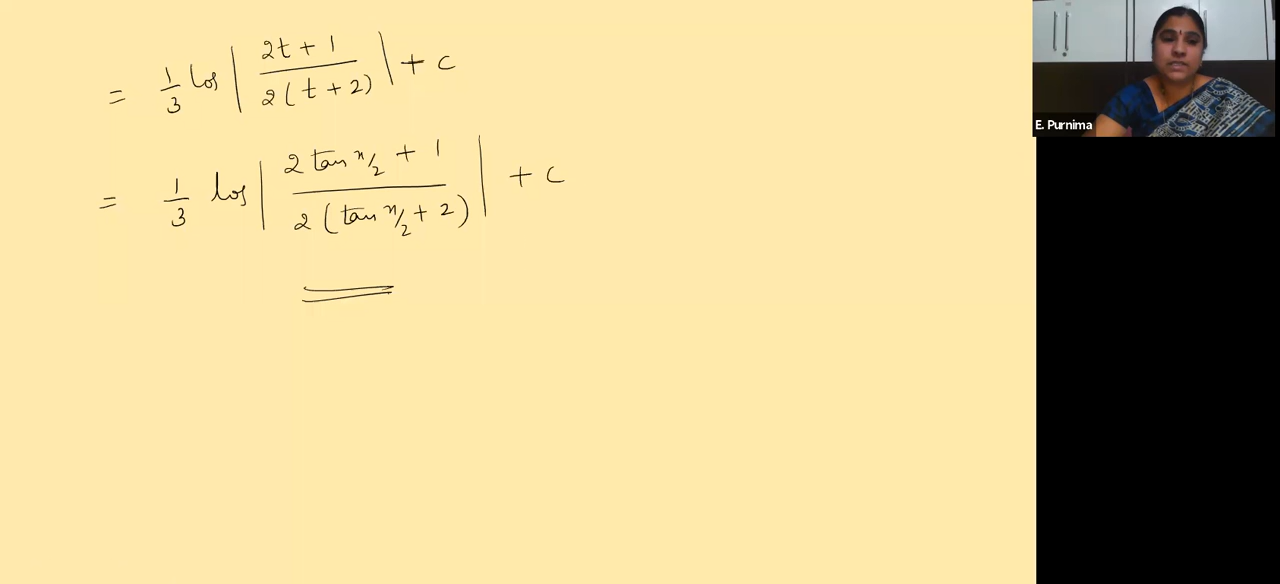 = 1/3 log | 2t + 1 / 2(t + 2) | + c
= 1/3 log | 2 tan x/2 + 1 / 2(tan x/2 + 2) | + c
E. Purnima